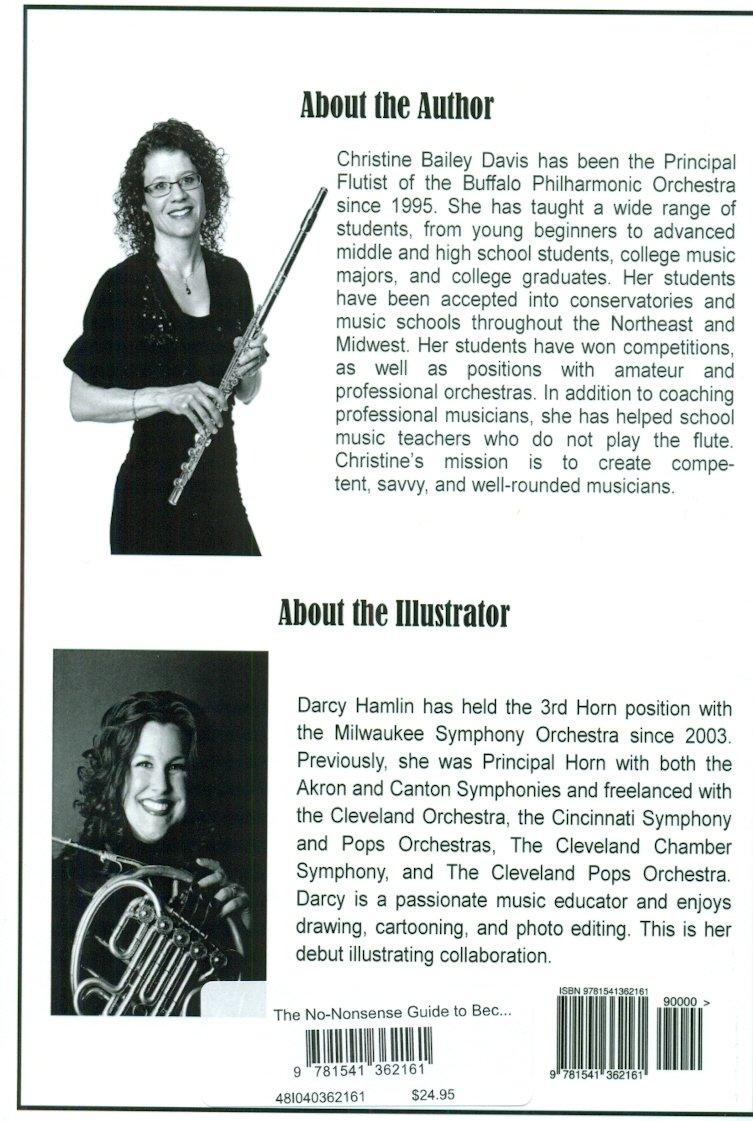 About the Author
Christine Bailey Davis has been the Principal
Flutist of the Buffalo Philharmonic Orchestra
since 1995. She has taught a wide range of
students, from young beginners to advanced
middle and high school students, college music
majors, and college graduates. Her students
have been accepted into conservatories and
music schools throughout the Northeast and
Midwest. Her students have won competitions,
as well as positions with amateur and
professional orchestras. In addition to coaching
professional musicians, she has helped school
music teachers who do not play the flute.
Christine's mission is to create compe-
tent, savvy, and well-rounded musicians.
About the Illustrator
Darcy Hamlin has held the 3rd Horn position with
the Milwaukee Symphony Orchestra since 2003.
Previously, she was Principal Horn with both the
Akron and Canton Symphonies and freelanced with
the Cleveland Orchestra, the Cincinnati Symphony
and Pops Orchestras, The Cleveland Chamber
Symphony, and The Cleveland Pops Orchestra.
Darcy is a passionate music educator and enjoys
drawing, cartooning, and photo editing. This is her
debut illustrating collaboration.
The No-Nonsense Guide to Bec...
9 781541 362161
48I040362161 $24.95
ISBN 9781541362161
90000 >
9 781541 362161